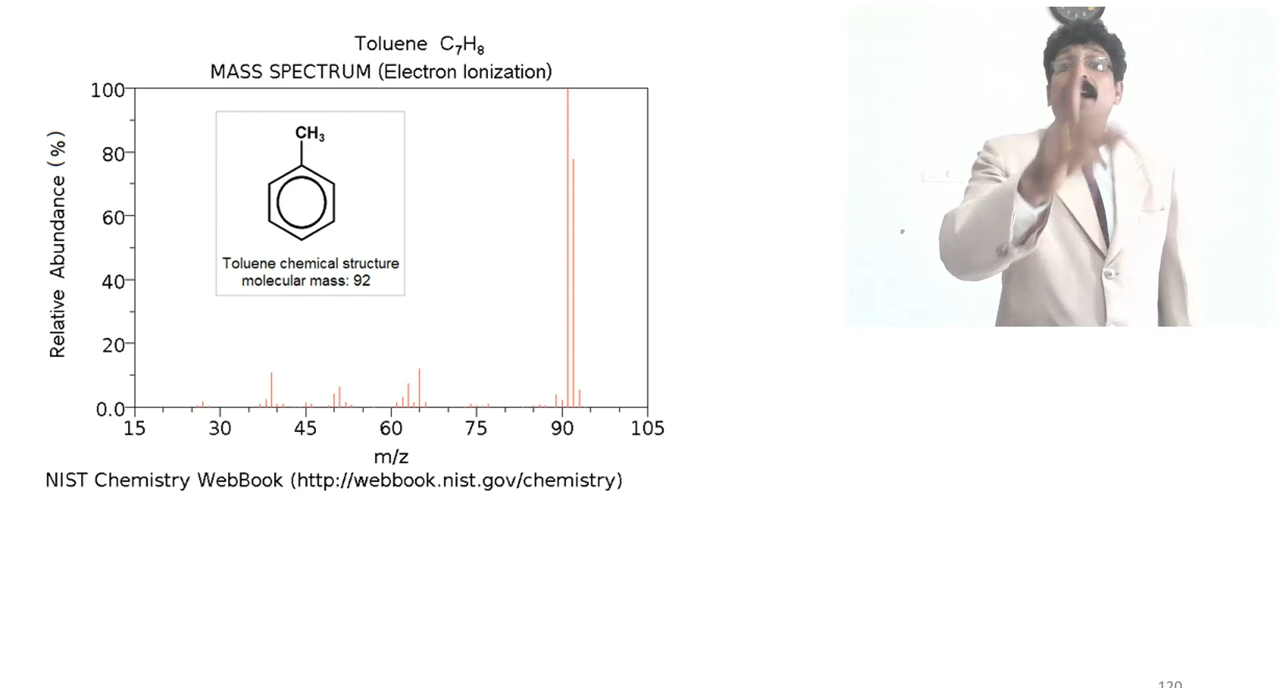 Toluene C₇H₈
MASS SPECTRUM (Electron Ionization)
Relative Abundance (%)
100
80
60
40
20
0.0
CH₃
Toluene chemical structure
molecular mass: 92
15 30 45 60 75 90 105
m/z
NIST Chemistry WebBook (http://webbook.nist.gov/chemistry)
120